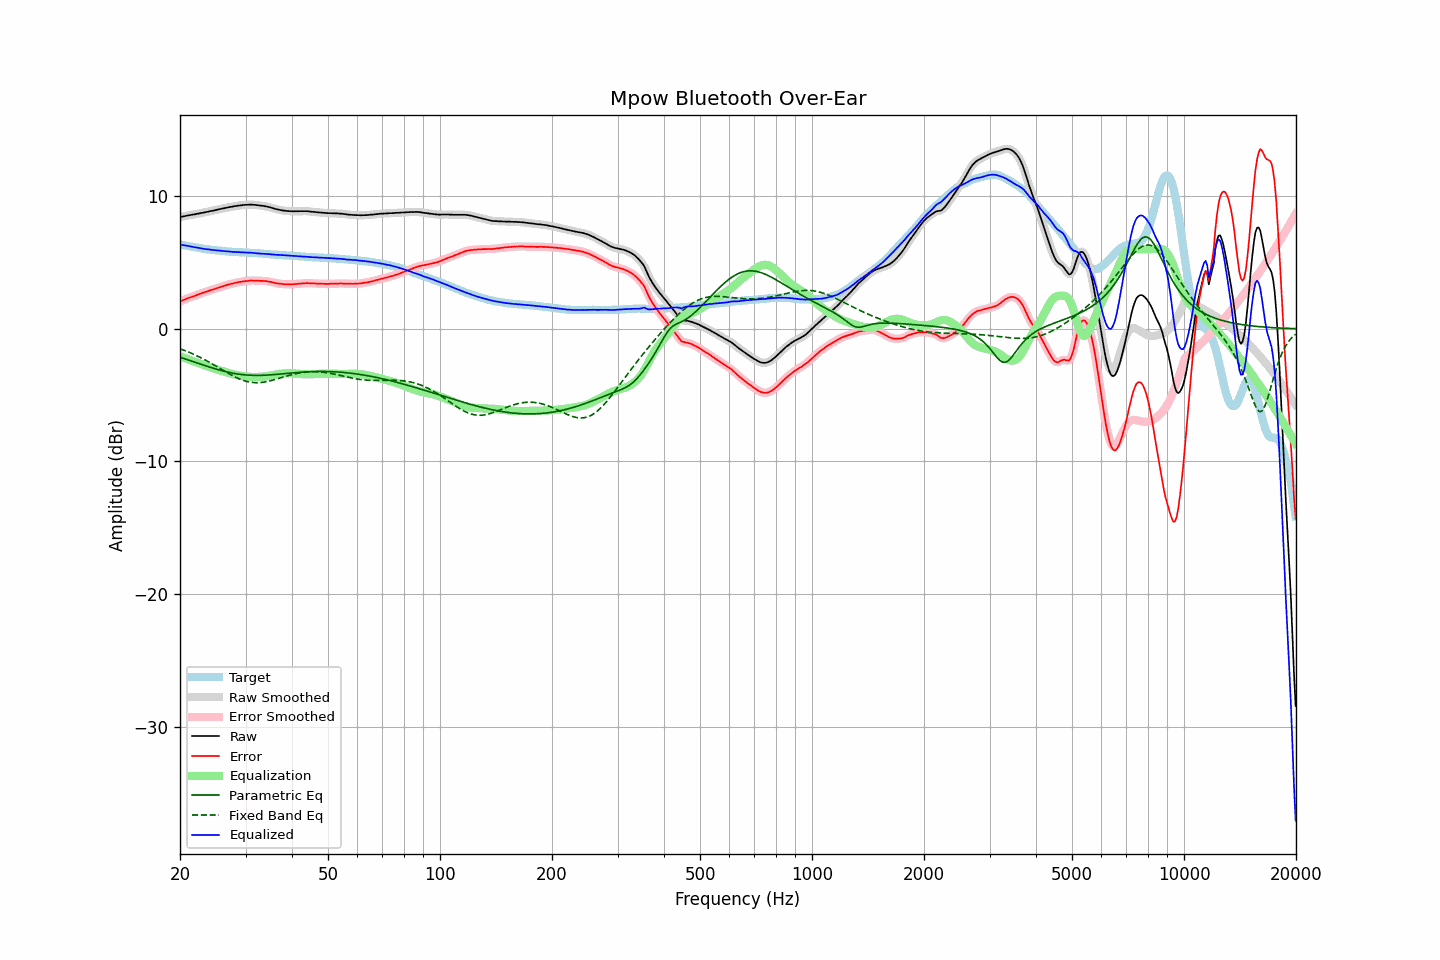 Mpow Bluetooth Over-Ear
Amplitude (dBr)
10
0
−10
−20
−30
Target
Raw Smoothed
Error Smoothed
Raw
Error
Equalization
Parametric Eq
Fixed Band Eq
Equalized
20 50 100 200 500 1000 2000 5000 10000 20000
Frequency (Hz)